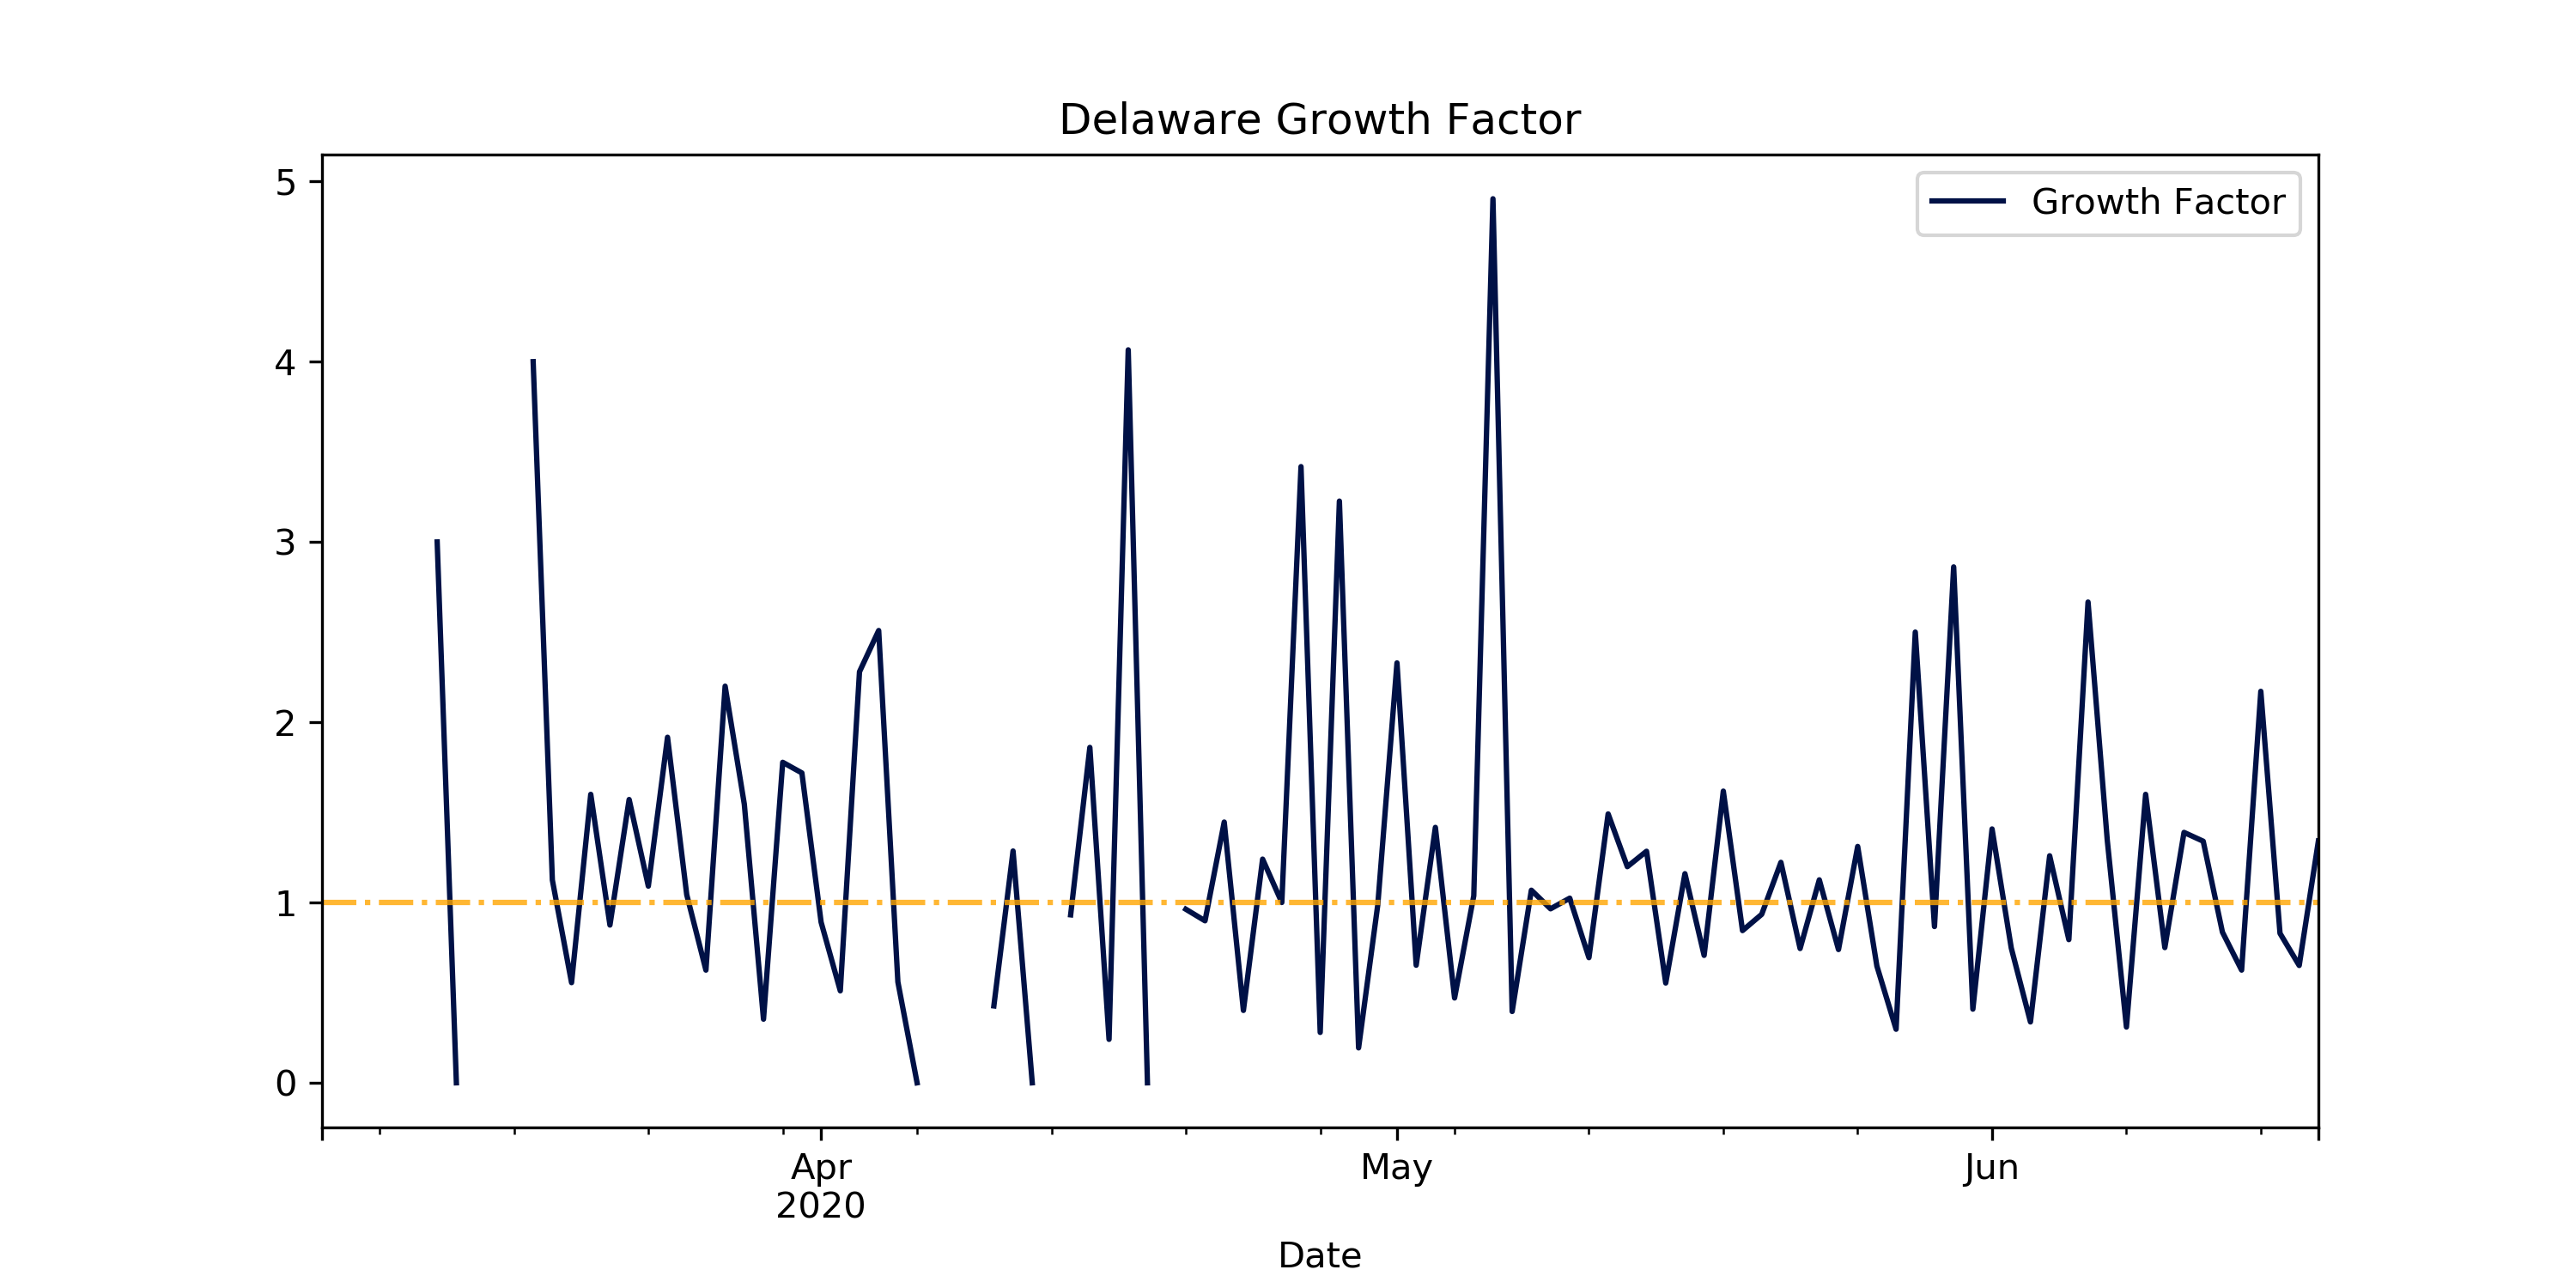 Delaware Growth Factor
Growth Factor
5
4
3
2
1
0
Apr
2020
May
Jun
Date